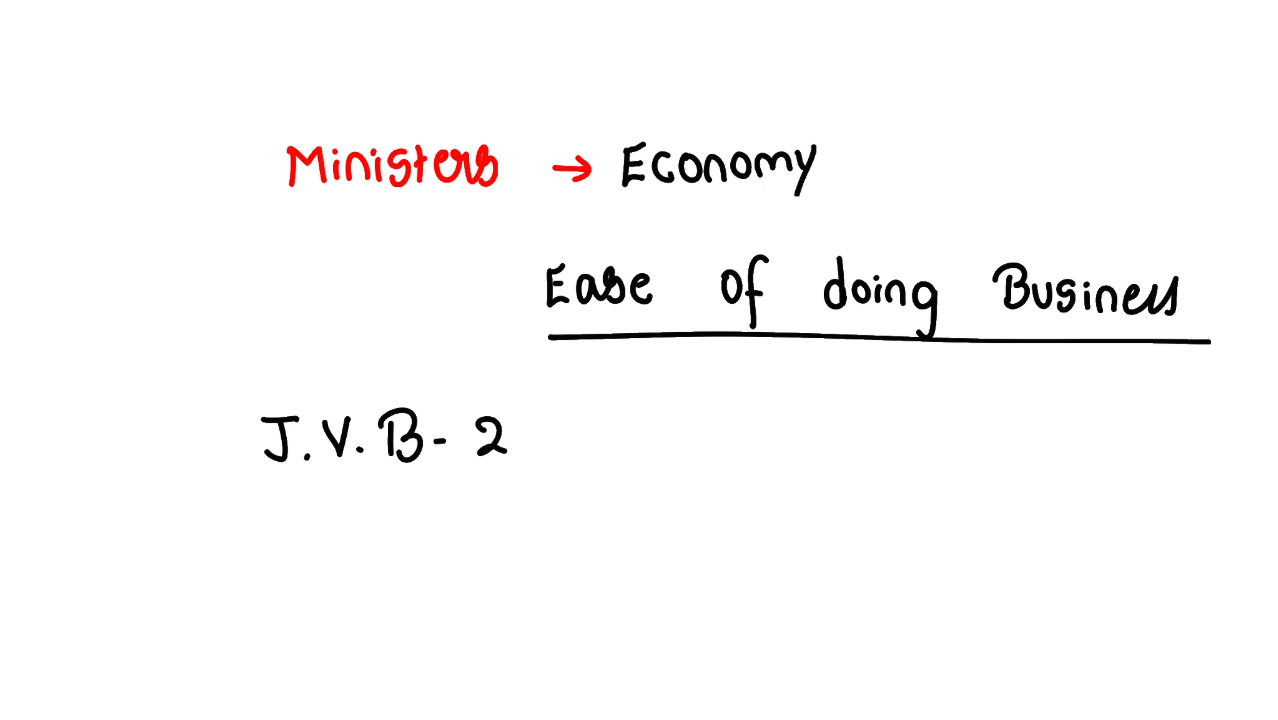 Ministers → Economy
Ease of doing Business
J.V.B- 2